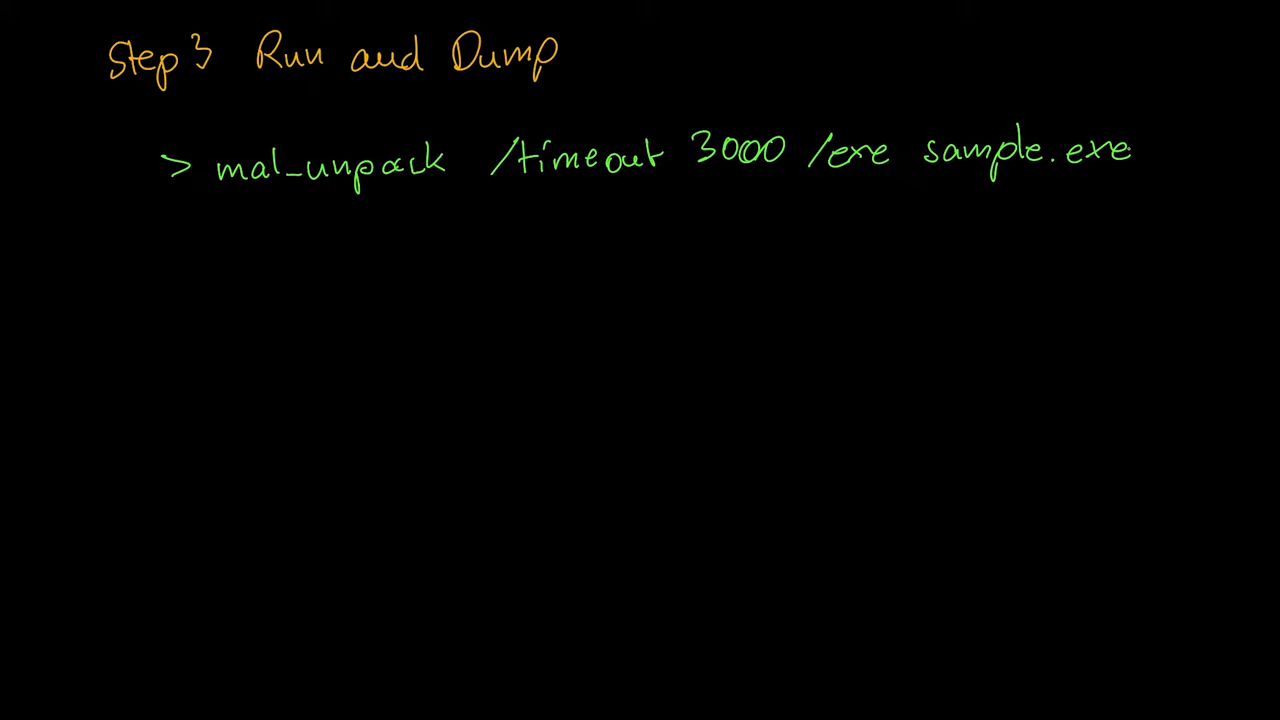 Step 3 Run and Dump
> mal_unpack /timeout 3000 /exe sample.exe